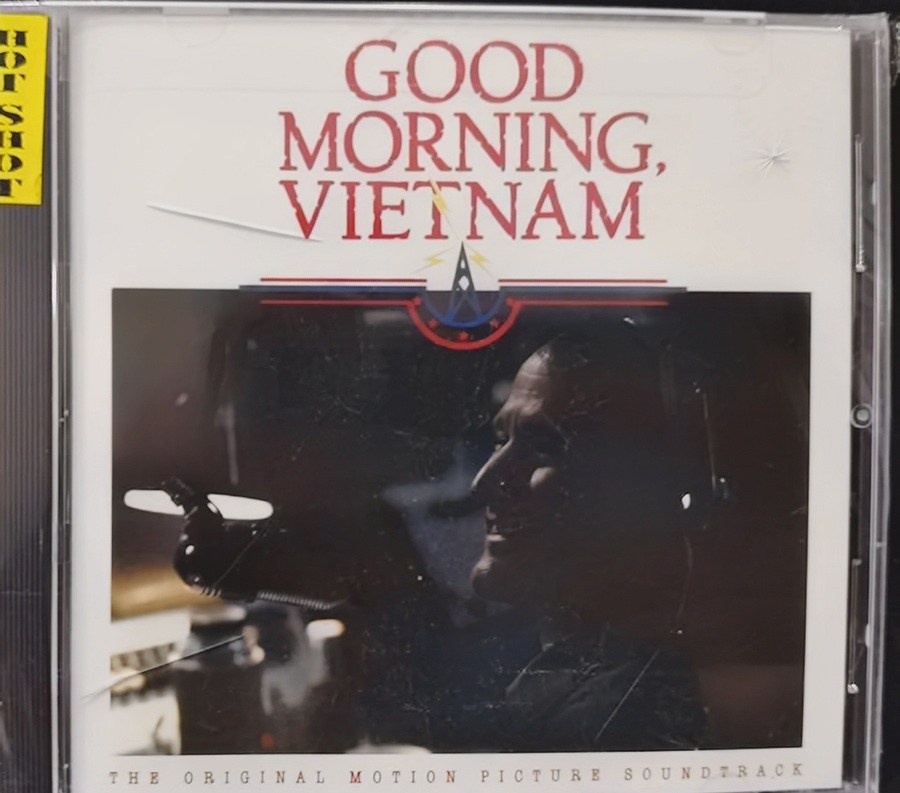 HOT SHOT
GOOD
MORNING,
VIETNAM
THE ORIGINAL MOTION PICTURE SOUNDTRACK